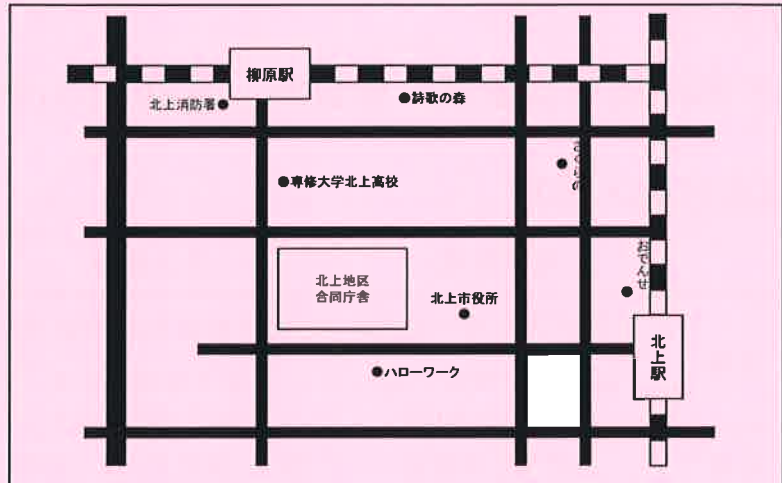 柳原駅
北上消防署
詩歌の森
専修大学北上高校
おでんせ
北上地区
合同庁舎
北上市役所
北上駅
ハローワーク